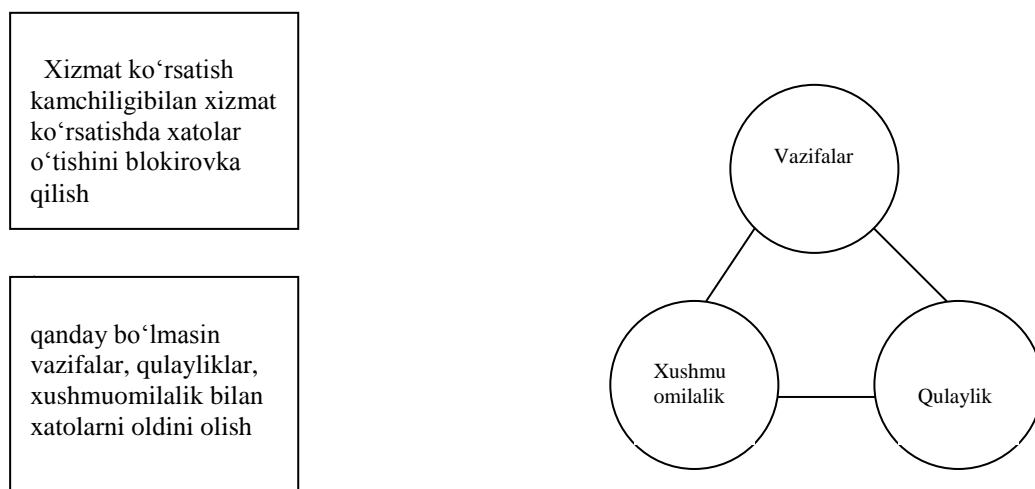 Xizmat ko‘rsatish
kamchiligibilan xizmat
ko‘rsatishda xatolar
o‘tishini blokirovka
qilish
qanday bo‘lmasin
vazifalar, qulayliklar,
xushmuomilalik bilan
xatolarni oldini olish
Vazifalar
Xushmu
omilalik
Qulaylik